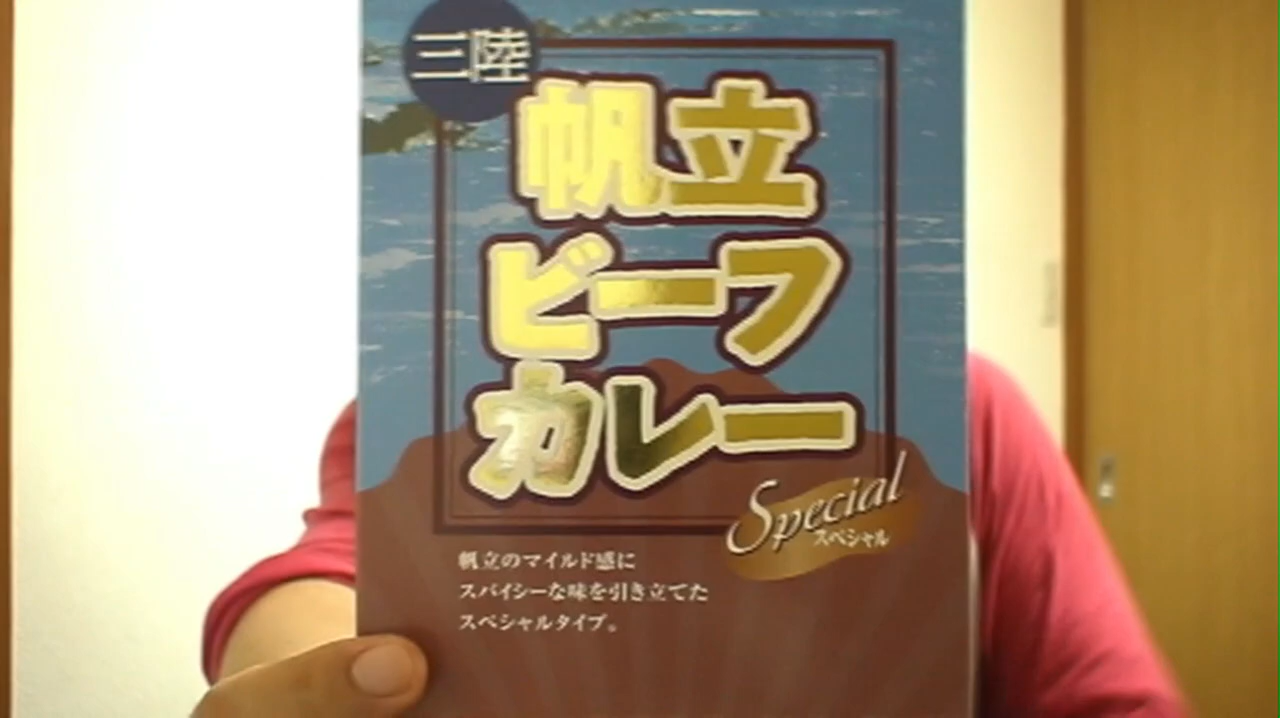 三陸
帆立
ビーフ
カレー
Special
スペシャル
帆立のマイルド感に
スパイシーな味を引き立てた
スペシャルタイプ。